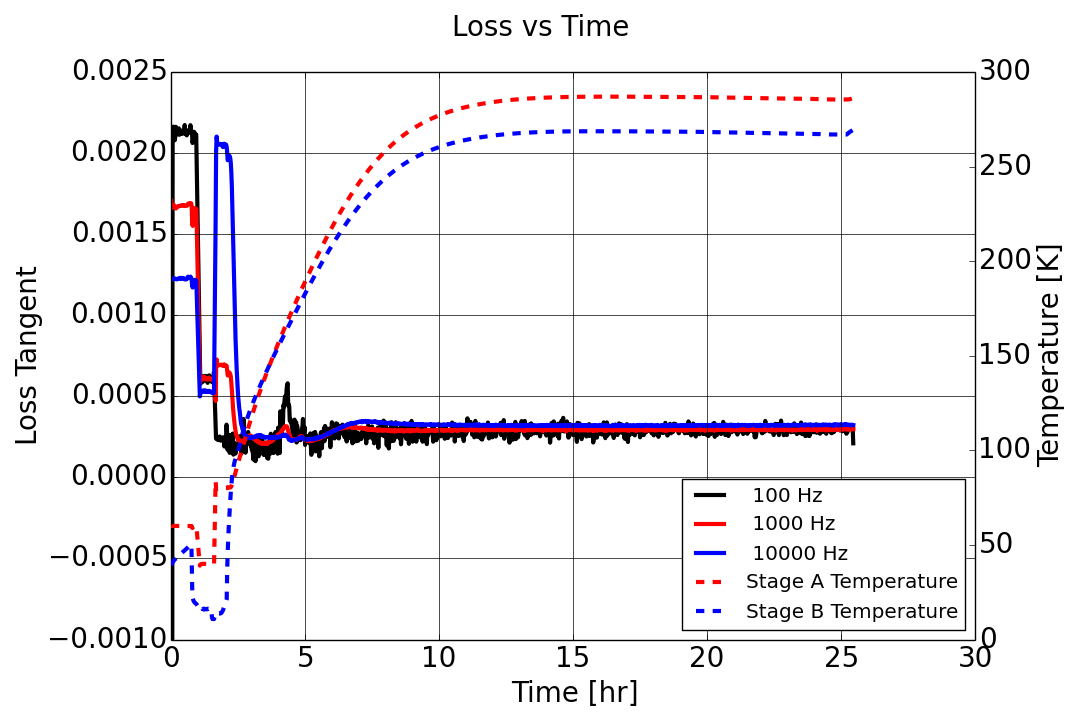 Loss vs Time
0.0025
0.0020
0.0015
0.0010
0.0005
0.0000
−0.0005
−0.0010
Loss Tangent
300
250
200
150
100
50
0
Temperature [K]
100 Hz
1000 Hz
10000 Hz
Stage A Temperature
Stage B Temperature
0 5 10 15 20 25 30
Time [hr]